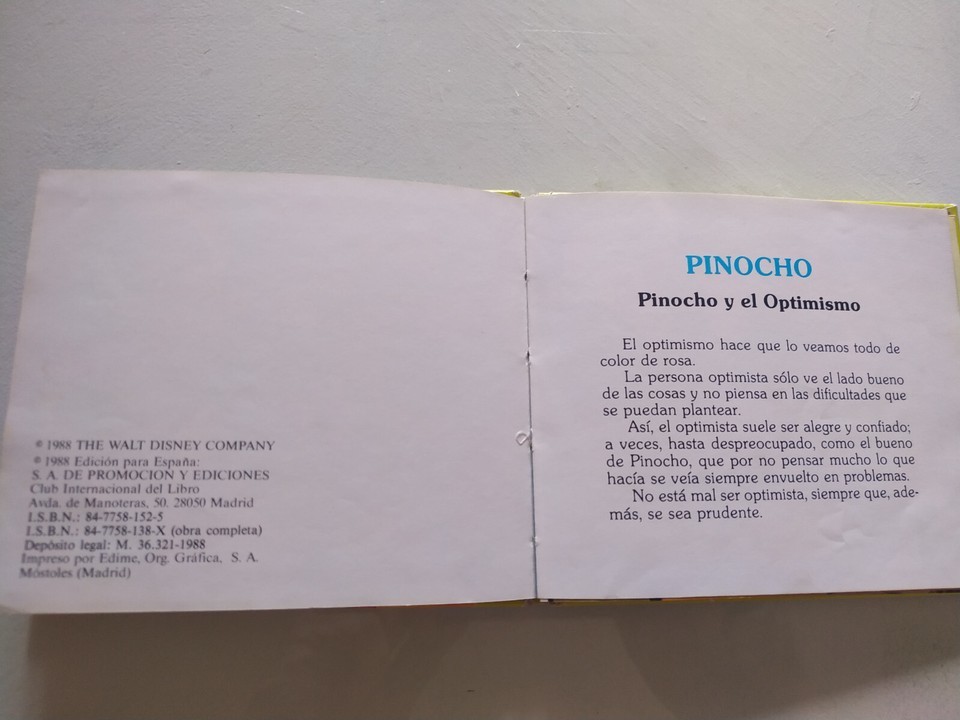 © 1988 THE WALT DISNEY COMPANY
© 1988 Edición para España:
S. A. DE PROMOCION Y EDICIONES
Club Internacional del Libro
Avda. de Manoteras, 50. 28050 Madrid
I.S.B.N.: 84-7758-152-5
I.S.B.N.: 84-7758-138-X (obra completa)
Depósito legal: M. 36.321-1988
Impreso por Edime, Org. Gráfica, S. A.
Móstoles (Madrid)
PINOCHO
Pinocho y el Optimismo
El optimismo hace que lo veamos todo de
color de rosa.
La persona optimista sólo ve el lado bueno
de las cosas y no piensa en las dificultades que
se puedan plantear.
Así, el optimista suele ser alegre y confiado;
a veces, hasta despreocupado, como el bueno
de Pinocho, que por no pensar mucho lo que
hacía se veía siempre envuelto en problemas.
No está mal ser optimista, siempre que, ade-
más, se sea prudente.